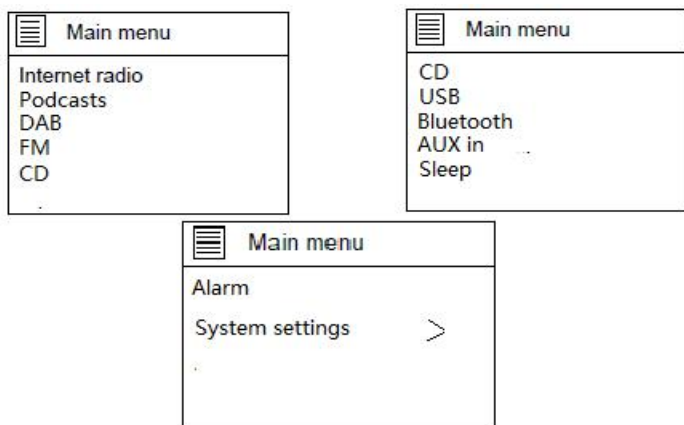 Main menu
Internet radio
Podcasts
DAB
FM
CD
Main menu
CD
USB
Bluetooth
AUX in
Sleep
Main menu
Alarm
System settings >